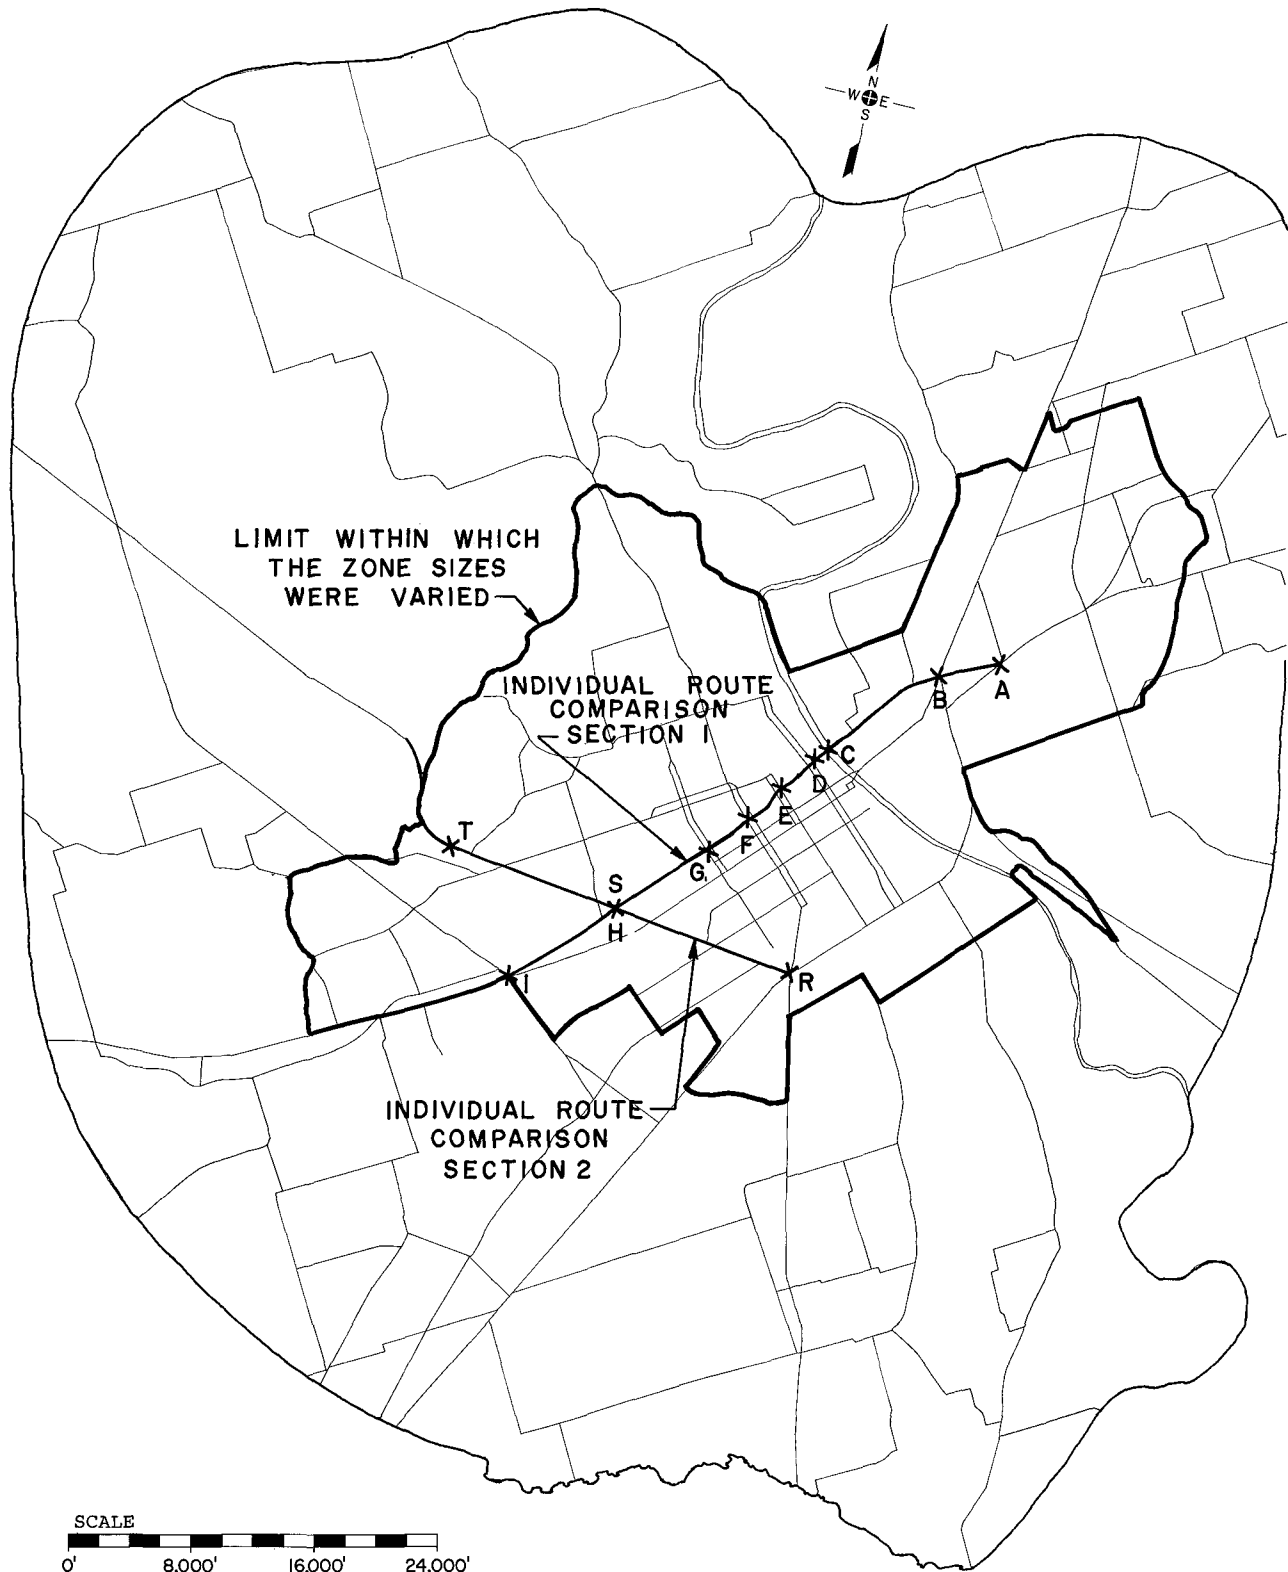 N
W E
S
LIMIT WITHIN WHICH
THE ZONE SIZES
WERE VARIED
INDIVIDUAL ROUTE
COMPARISON
SECTION 1
A
B
C
D
E
F
G
T
S
H
I
R
INDIVIDUAL ROUTE
COMPARISON
SECTION 2
SCALE
0' 8,000' 16,000' 24,000'